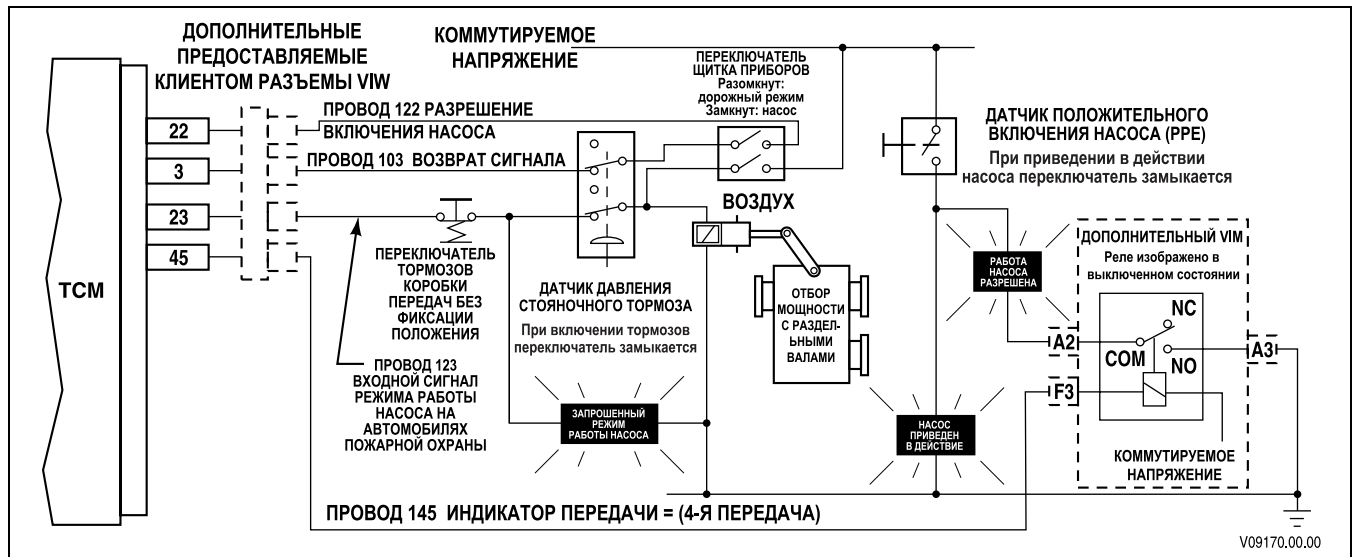 ДОПОЛНИТЕЛЬНЫЕ
ПРЕДОСТАВЛЯЕМЫЕ
КЛИЕНТОМ РАЗЪЕМЫ VIW
КОММУТИРУЕМОЕ
НАПРЯЖЕНИЕ
ПЕРЕКЛЮЧАТЕЛЬ
ЩИТКА ПРИБОРОВ
Разомкнут:
дорожный режим
Замкнут: насос
ДАТЧИК ПОЛОЖИТЕЛЬНОГО
ВКЛЮЧЕНИЯ НАСОСА (PPE)
При приведении в действии
насоса переключатель замыкается
TCM
22
3
23
45
ПРОВОД 122 РАЗРЕШЕНИЕ
ВКЛЮЧЕНИЯ НАСОСА
ПРОВОД 103 ВОЗВРАТ СИГНАЛА
ПЕРЕКЛЮЧАТЕЛЬ
ТОРМОЗОВ
КОРОБКИ
ПЕРЕДАЧ БЕЗ
ФИКСАЦИИ
ПОЛОЖЕНИЯ
ПРОВОД 123
ВХОДНОЙ СИГНАЛ
РЕЖИМА РАБОТЫ
НАСОСА НА
АВТОМОБИЛЯХ
ПОЖАРНОЙ ОХРАНЫ
ДАТЧИК ДАВЛЕНИЯ
СТОЯНОЧНОГО ТОРМОЗА
При включении тормозов
переключатель замыкается
ЗАПРОШЕННЫЙ
РЕЖИМ
РАБОТЫ НАСОСА
ВОЗДУХ
ОТБОР
МОЩНОСТИ
С РАЗДЕЛ-
ЬНЫМИ
ВАЛАМИ
НАСОС
ПРИВЕДЕН
В ДЕЙСТВИЕ
РАБОТА
НАСОСА
РАЗРЕШЕНА
ДОПОЛНИТЕЛЬНЫЙ VIM
Реле изображено в
выключенном состоянии
NC
COM
NO
A2
A3
F3
КОММУТИРУЕМОЕ
НАПРЯЖЕНИЕ
ПРОВОД 145 ИНДИКАТОР ПЕРЕДАЧИ = (4-Я ПЕРЕДАЧА)
V09170.00.00